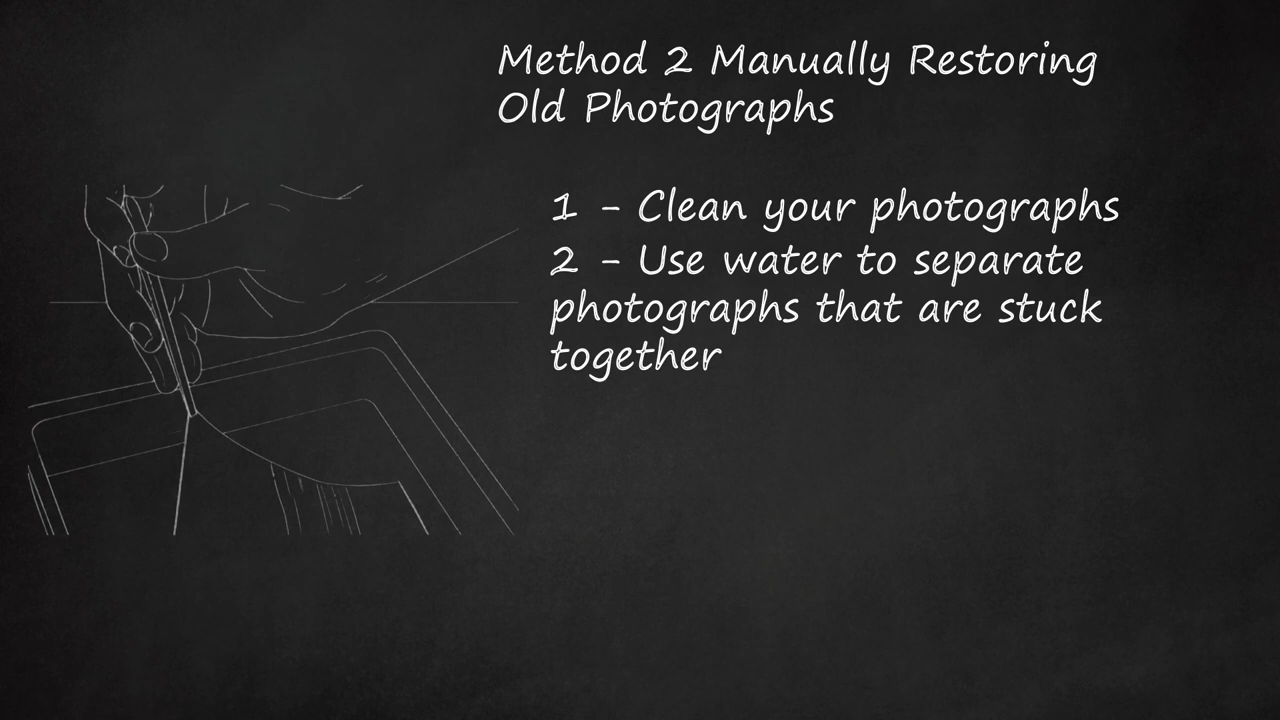 Method 2 Manually Restoring
Old Photographs
1 - Clean your photographs
2 - Use water to separate
photographs that are stuck
together